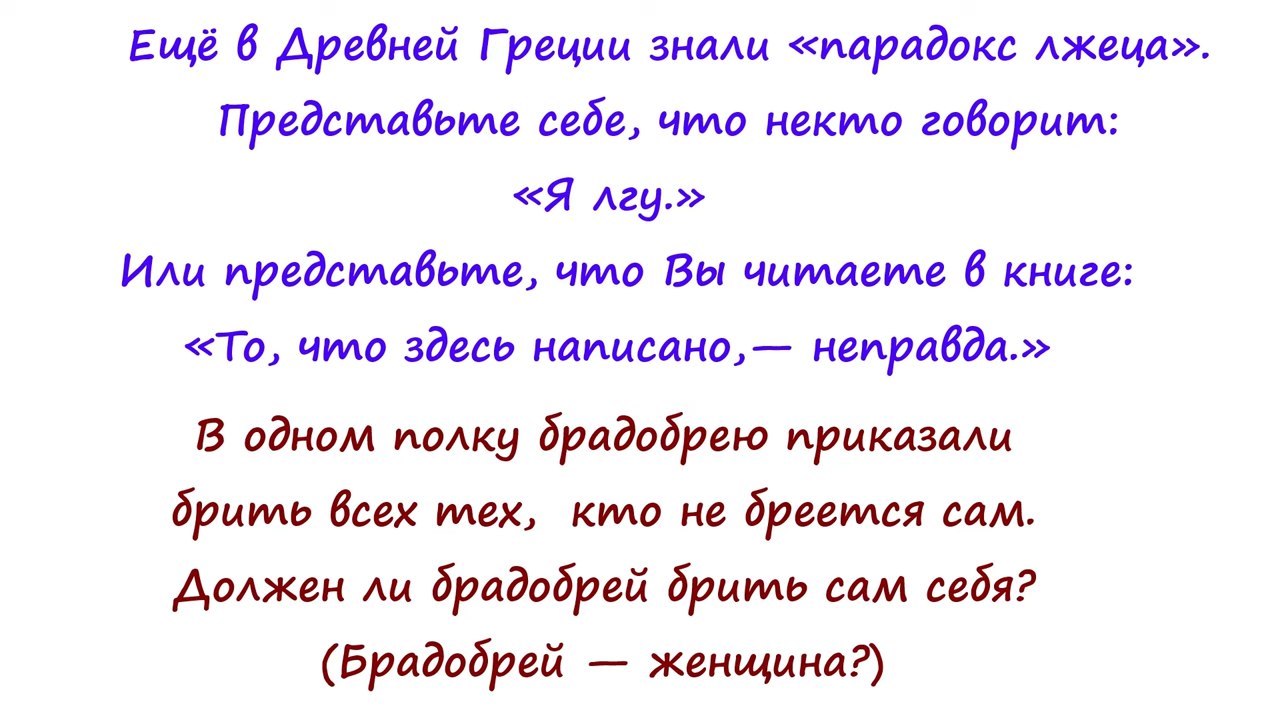 Ещё в Древней Греции знали «парадокс лжеца».
Представьте себе, что некто говорит:
«Я лгу.»
Или представьте, что Вы читаете в книге:
«То, что здесь написано,— неправда.»
В одном полку брадобрею приказали
брить всех тех, кто не бреется сам.
Должен ли брадобрей брить сам себя?
(Брадобрей — женщина?)